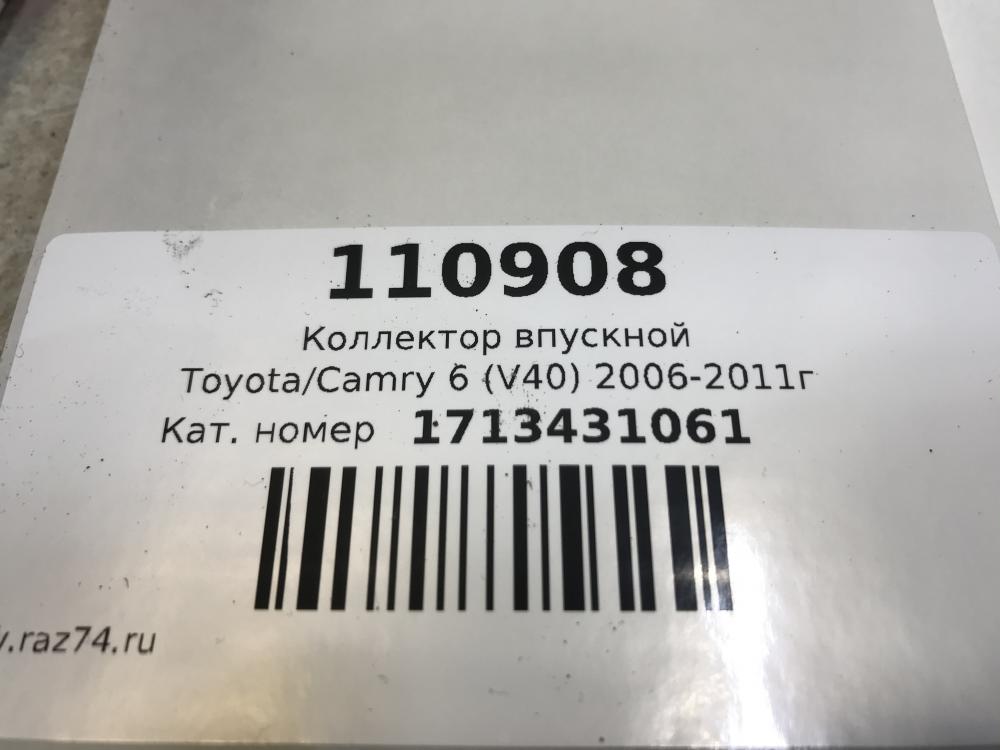 110908
Коллектор впускной
Toyota/Camry 6 (V40) 2006-2011г
Кат. номер 1713431061
.raz74.ru